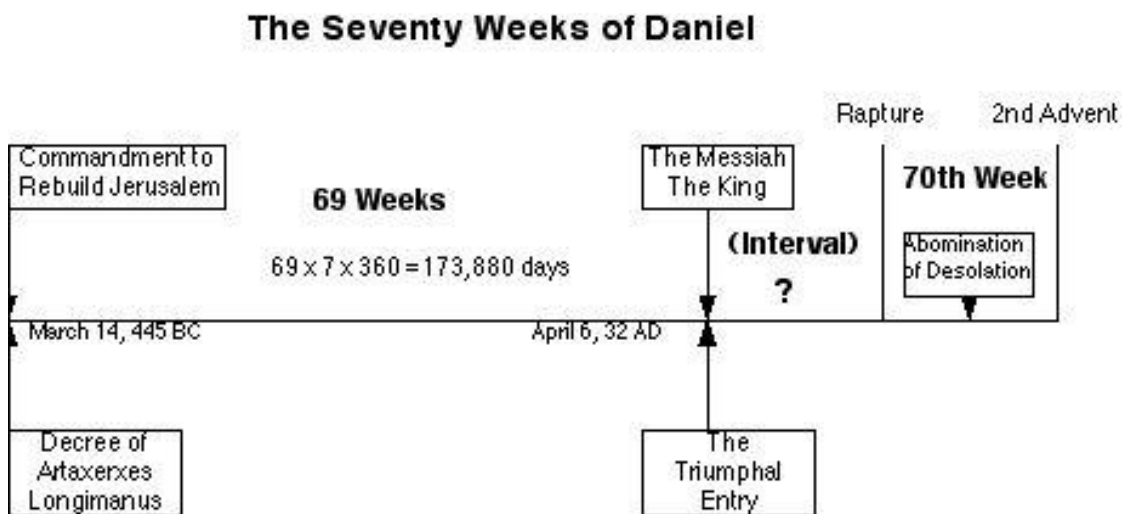 The Seventy Weeks of Daniel
Rapture
2nd Advent
Commandment to
Rebuild Jerusalem
69 Weeks
69 x 7 x 360 = 173,880 days
The Messiah
The King
(Interval)
?
70th Week
Abomination
of Desolation
March 14, 445 BC
April 6, 32 AD
Decree of
Artaxerxes
Longimanus
The
Triumphal
Entry